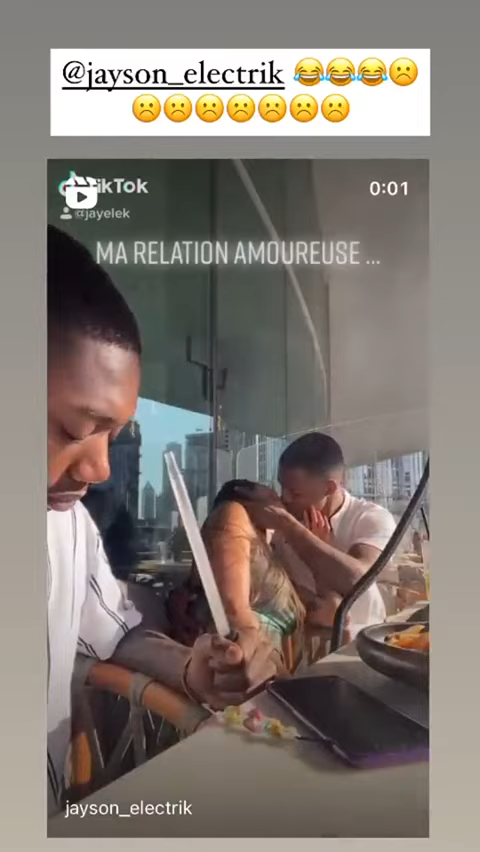 @jayson_electrik 😂😂😂☹️
☹️☹️☹️☹️☹️☹️☹️
TikTok
@jayelek
0:01
MA RELATION AMOUREUSE ...
jayson_electrik